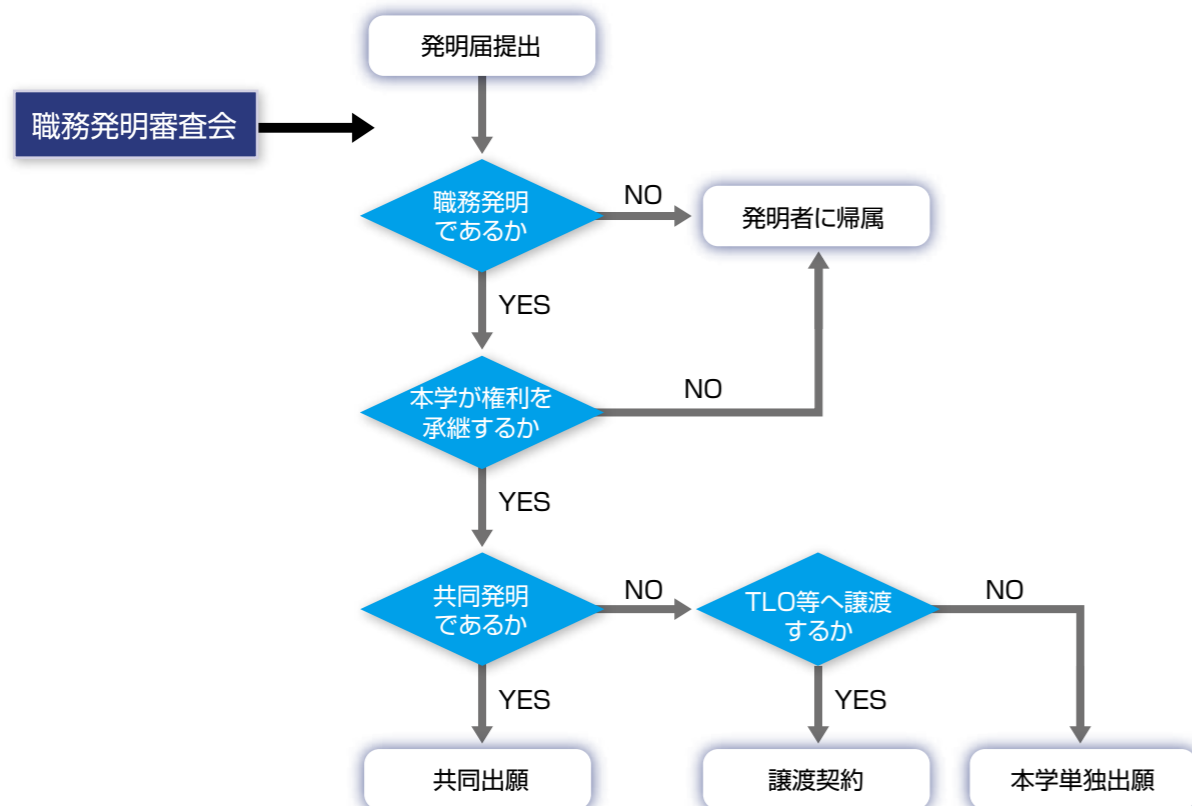 発明届提出
職務発明審査会
職務発明
であるか
NO
発明者に帰属
YES
本学が権利を
承継するか
NO
YES
共同発明
であるか
NO
TLO等へ譲渡
するか
NO
YES
YES
共同出願
譲渡契約
本学単独出願